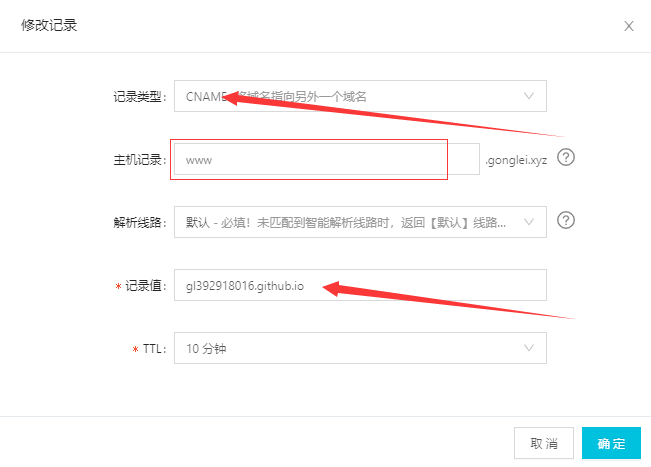 修改记录
记录类型： CNAME- 将域名指向另外一个域名
主机记录： www .gonglei.xyz ?
解析线路： 默认 - 必填！未匹配到智能解析线路时，返回【默认】线路... ?
* 记录值： gl392918016.github.io
* TTL： 10 分钟
取消 确定